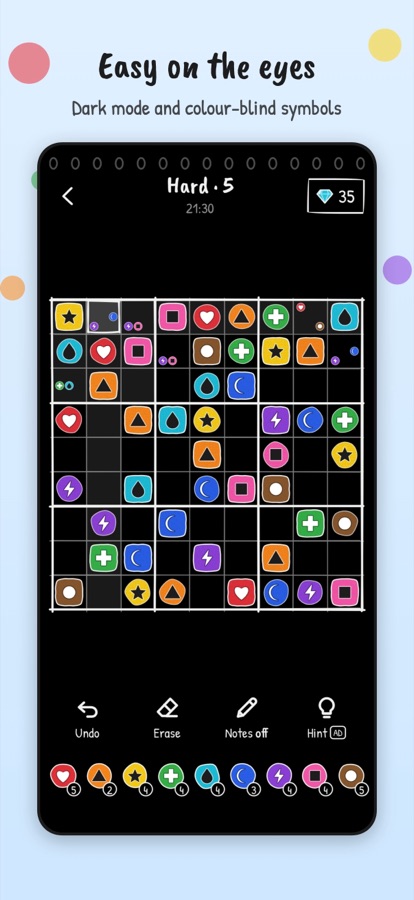 Easy on the eyes
Dark mode and colour-blind symbols
Hard · 5
21:30
35
Undo
Erase
Notes off
Hint AD
5 2 4 4 4 3 4 4 5